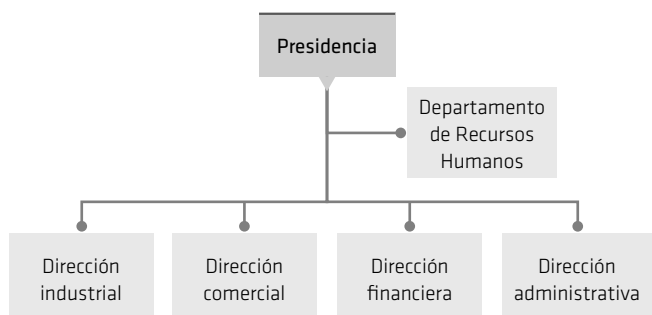 Presidencia
Departamento
de Recursos
Humanos
Dirección
industrial
Dirección
comercial
Dirección
financiera
Dirección
administrativa